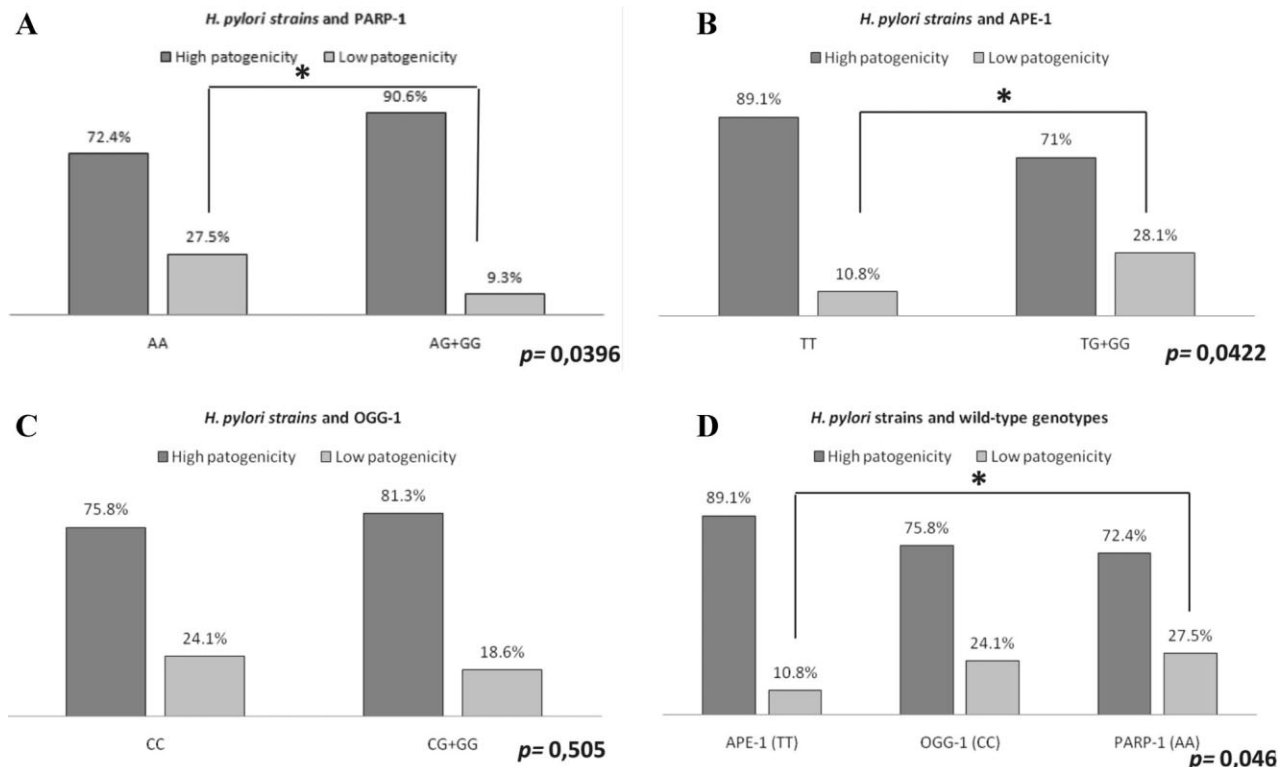 A
H. pylori strains and PARP-1
High patogenicity Low patogenicity
*
72.4%
27.5%
90.6%
9.3%
AA AG+GG
p= 0,0396
B
H. pylori strains and APE-1
High patogenicity Low patogenicity
*
89.1%
10.8%
71%
28.1%
TT TG+GG
p= 0,0422
C
H. pylori strains and OGG-1
High patogenicity Low patogenicity
75.8%
24.1%
81.3%
18.6%
CC CG+GG
p= 0,505
D
H. pylori strains and wild-type genotypes
High patogenicity Low patogenicity
*
89.1%
10.8%
75.8%
24.1%
72.4%
27.5%
APE-1 (TT) OGG-1 (CC) PARP-1 (AA)
p= 0,046